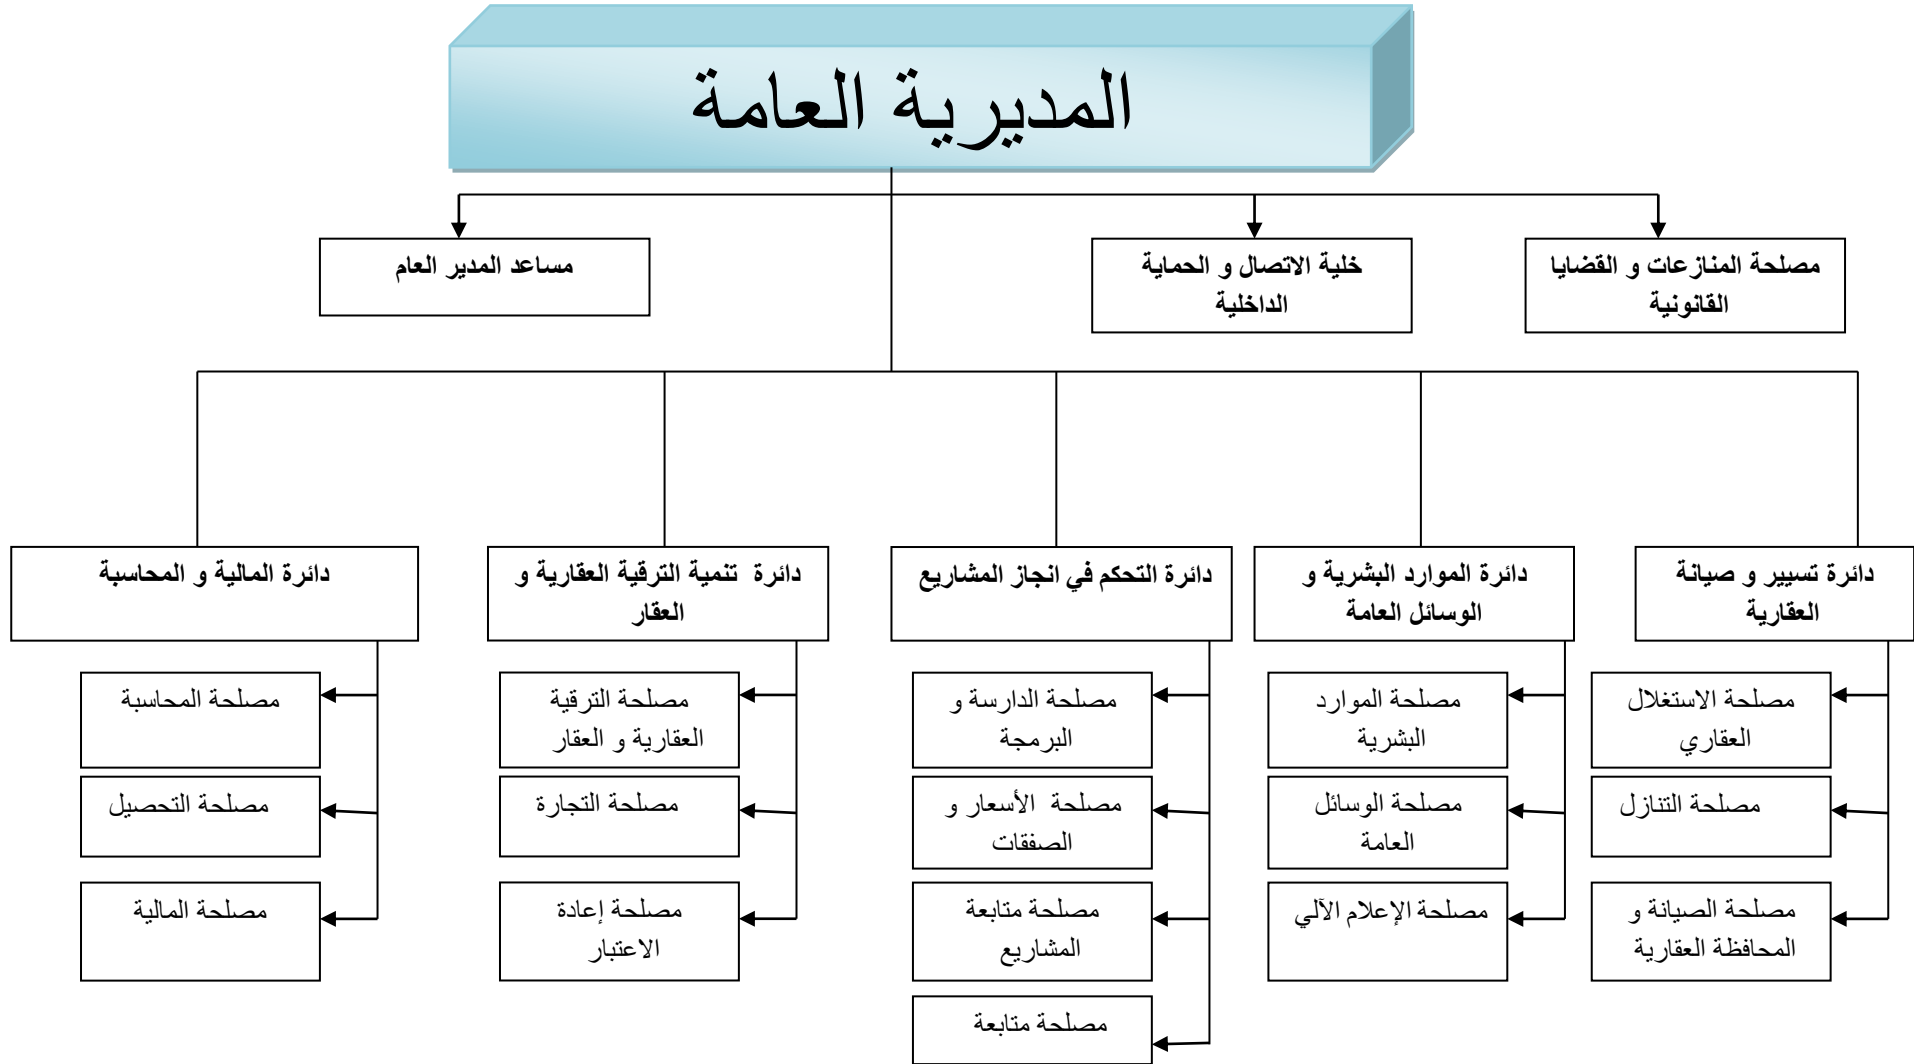 المديرية العامة
مصلحة المنازعات و القضايا
القانونية
خلية الاتصال و الحماية
الداخلية
مساعد المدير العام
دائرة تسيير و صيانة
العقارية
دائرة الموارد البشرية و
الوسائل العامة
دائرة التحكم في انجاز المشاريع
دائرة تنمية الترقية العقارية و
العقار
دائرة المالية و المحاسبة
مصلحة الاستغلال
العقاري
مصلحة التنازل
مصلحة الصيانة و
المحافظة العقارية
مصلحة الموارد
البشرية
مصلحة الوسائل
العامة
مصلحة الإعلام الآلي
مصلحة الدارسة و
البرمجة
مصلحة الأسعار و
الصفقات
مصلحة متابعة
المشاريع
مصلحة متابعة
مصلحة الترقية
العقارية و العقار
مصلحة التجارة
مصلحة إعادة
الاعتبار
مصلحة المحاسبة
مصلحة التحصيل
مصلحة المالية